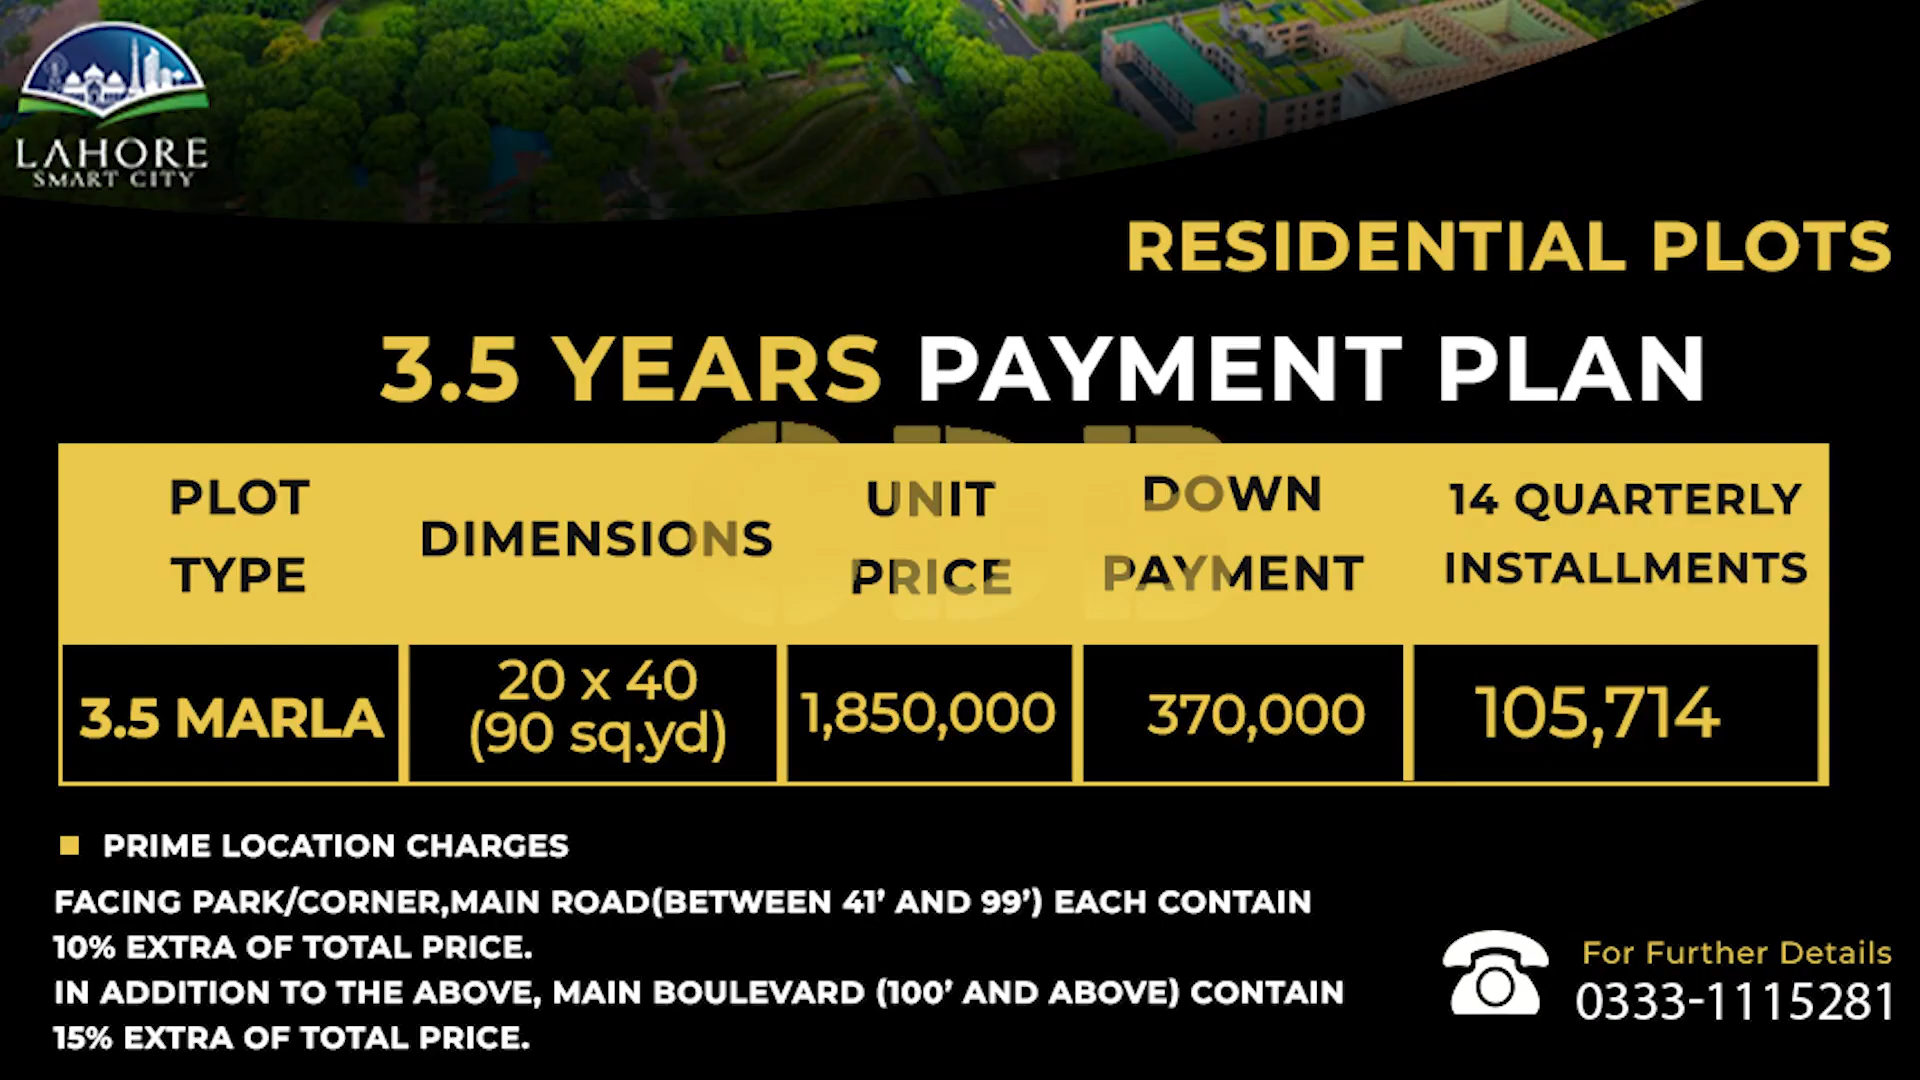 LAHORE
SMART CITY
RESIDENTIAL PLOTS
3.5 YEARS PAYMENT PLAN
PLOT TYPE
DIMENSIONS
UNIT PRICE
DOWN PAYMENT
14 QUARTERLY INSTALLMENTS
3.5 MARLA
20 x 40
(90 sq.yd)
1,850,000
370,000
105,714
PRIME LOCATION CHARGES
FACING PARK/CORNER,MAIN ROAD(BETWEEN 41’ AND 99’) EACH CONTAIN
10% EXTRA OF TOTAL PRICE.
IN ADDITION TO THE ABOVE, MAIN BOULEVARD (100’ AND ABOVE) CONTAIN
15% EXTRA OF TOTAL PRICE.
For Further Details
0333-1115281